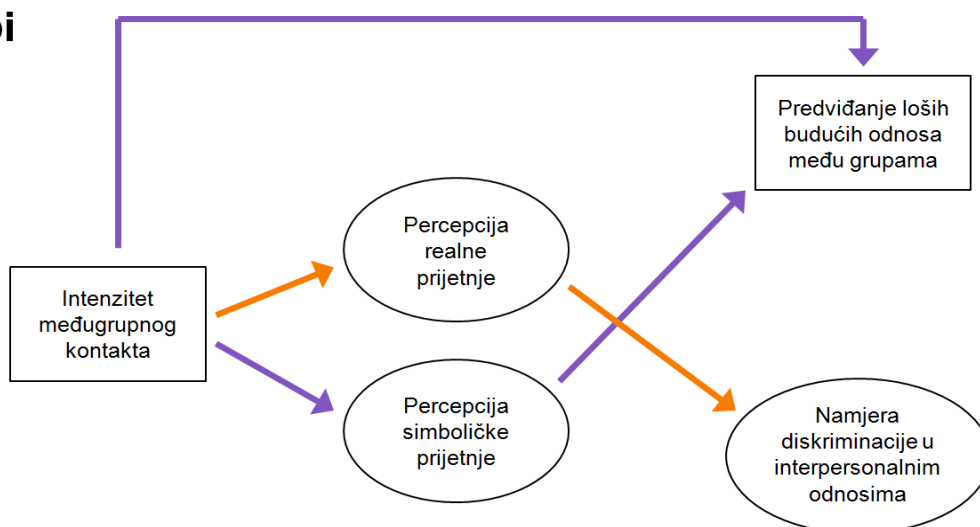 Predviđanje loših
budućih odnosa
među grupama
Percepcija
realne
prijetnje
Intenzitet
međugrupnog
kontakta
Percepcija
simboličke
prijetnje
Namjera
diskriminacije u
interpersonalnim
odnosima